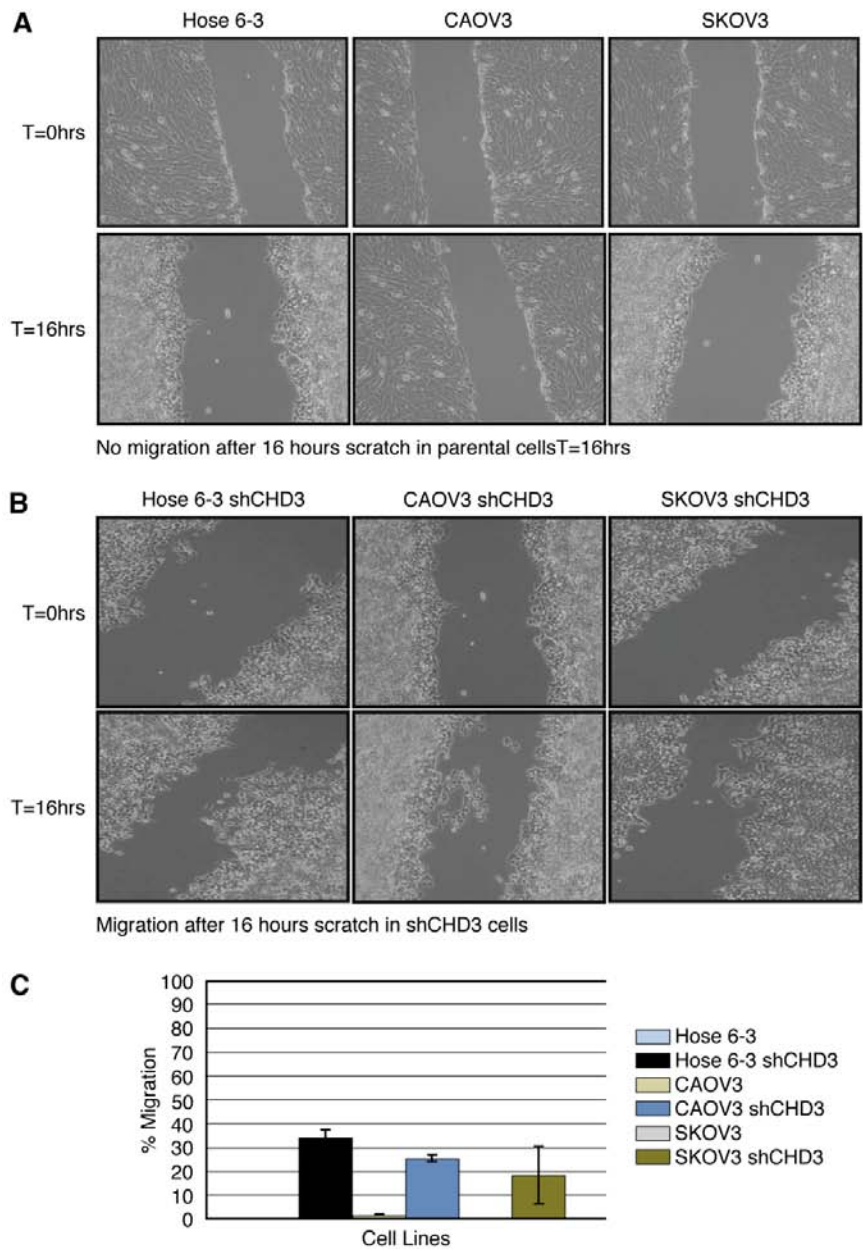 A
Hose 6-3 CAOV3 SKOV3
T=0hrs
T=16hrs
No migration after 16 hours scratch in parental cellsT=16hrs
B
Hose 6-3 shCHD3 CAOV3 shCHD3 SKOV3 shCHD3
T=0hrs
T=16hrs
Migration after 16 hours scratch in shCHD3 cells
C
% Migration
100
90
80
70
60
50
40
30
20
10
0
Cell Lines
Hose 6-3
Hose 6-3 shCHD3
CAOV3
CAOV3 shCHD3
SKOV3
SKOV3 shCHD3